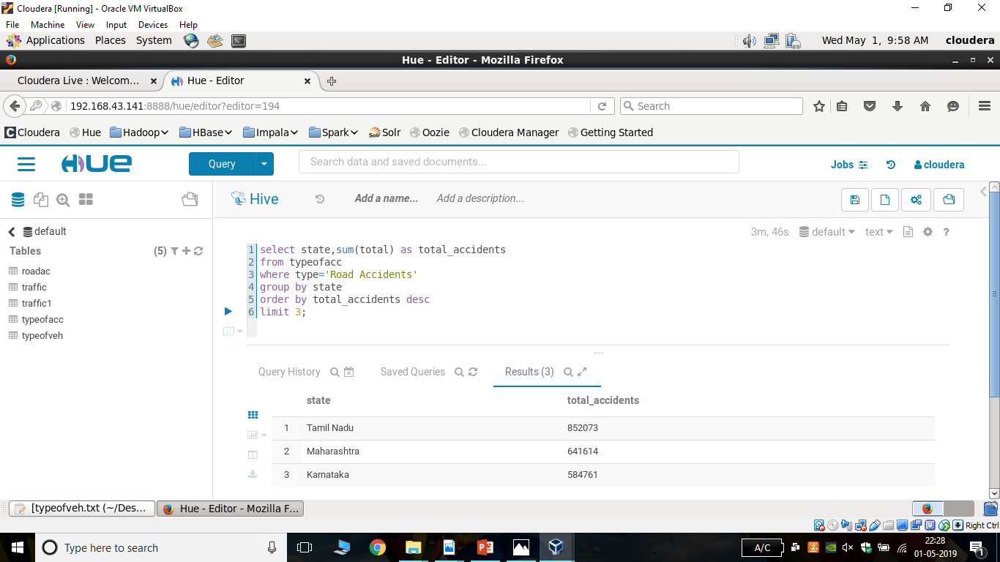 Cloudera [Running] - Oracle VM VirtualBox
File Machine View Input Devices Help
Applications Places System Wed May 1, 9:58 AM cloudera
Hue - Editor - Mozilla Firefox
Cloudera Live : Welcom... Hue - Editor
192.168.43.141:8888/hue/editor?editor=194 Search
Cloudera Hue Hadoop HBase Impala Spark Solr Solr Oozie Cloudera Manager Getting Started
HUE Query Search data and saved documents... Jobs cloudera
Hive Add a name... Add a description...
default 3m, 46s default text ?
Tables (5)
roadac
traffic
traffic1
typeofacc
typeofveh
1 select state,sum(total) as total_accidents
2 from typeofacc
3 where type='Road Accidents'
4 group by state
5 order by total_accidents desc
6 limit 3;
Query History Saved Queries Results (3)
state total_accidents
1 Tamil Nadu 852073
2 Maharashtra 641614
3 Karnataka 584761
[typeofveh.txt (~/Des... Hue - Editor - Mozilla F...
Right Ctrl
Type here to search A/C 22:28
01-05-2019 1